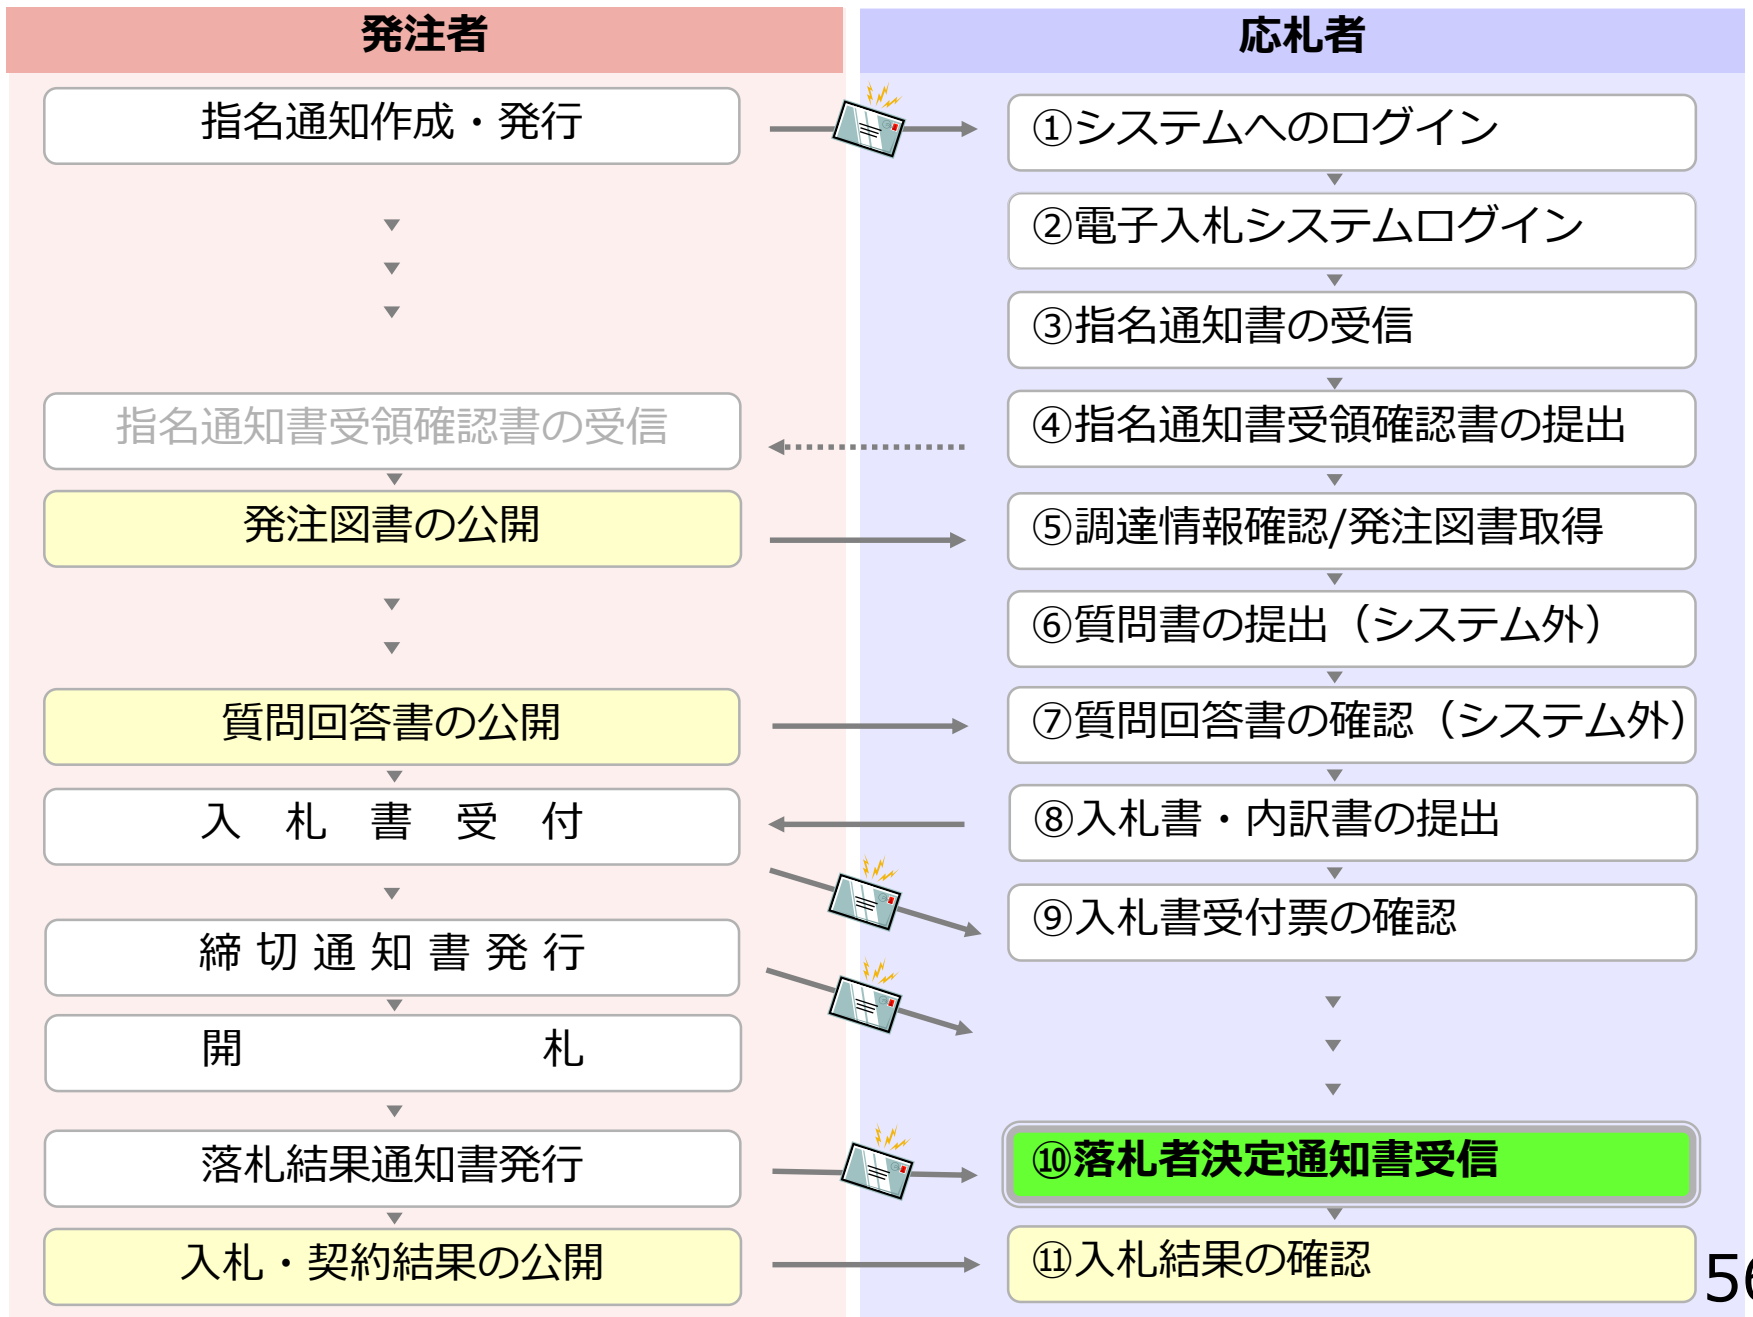 発注者
指名通知作成・発行
指名通知書受領確認書の受信
発注図書の公開
質問回答書の公開
入 札 書 受 付
締切通知書発行
開 札
落札結果通知書発行
入札・契約結果の公開
応札者
①システムへのログイン
②電子入札システムログイン
③指名通知書の受信
④指名通知書受領確認書の提出
⑤調達情報確認/発注図書取得
⑥質問書の提出（システム外）
⑦質問回答書の確認（システム外）
⑧入札書・内訳書の提出
⑨入札書受付票の確認
⑩落札者決定通知書受信
⑪入札結果の確認
56